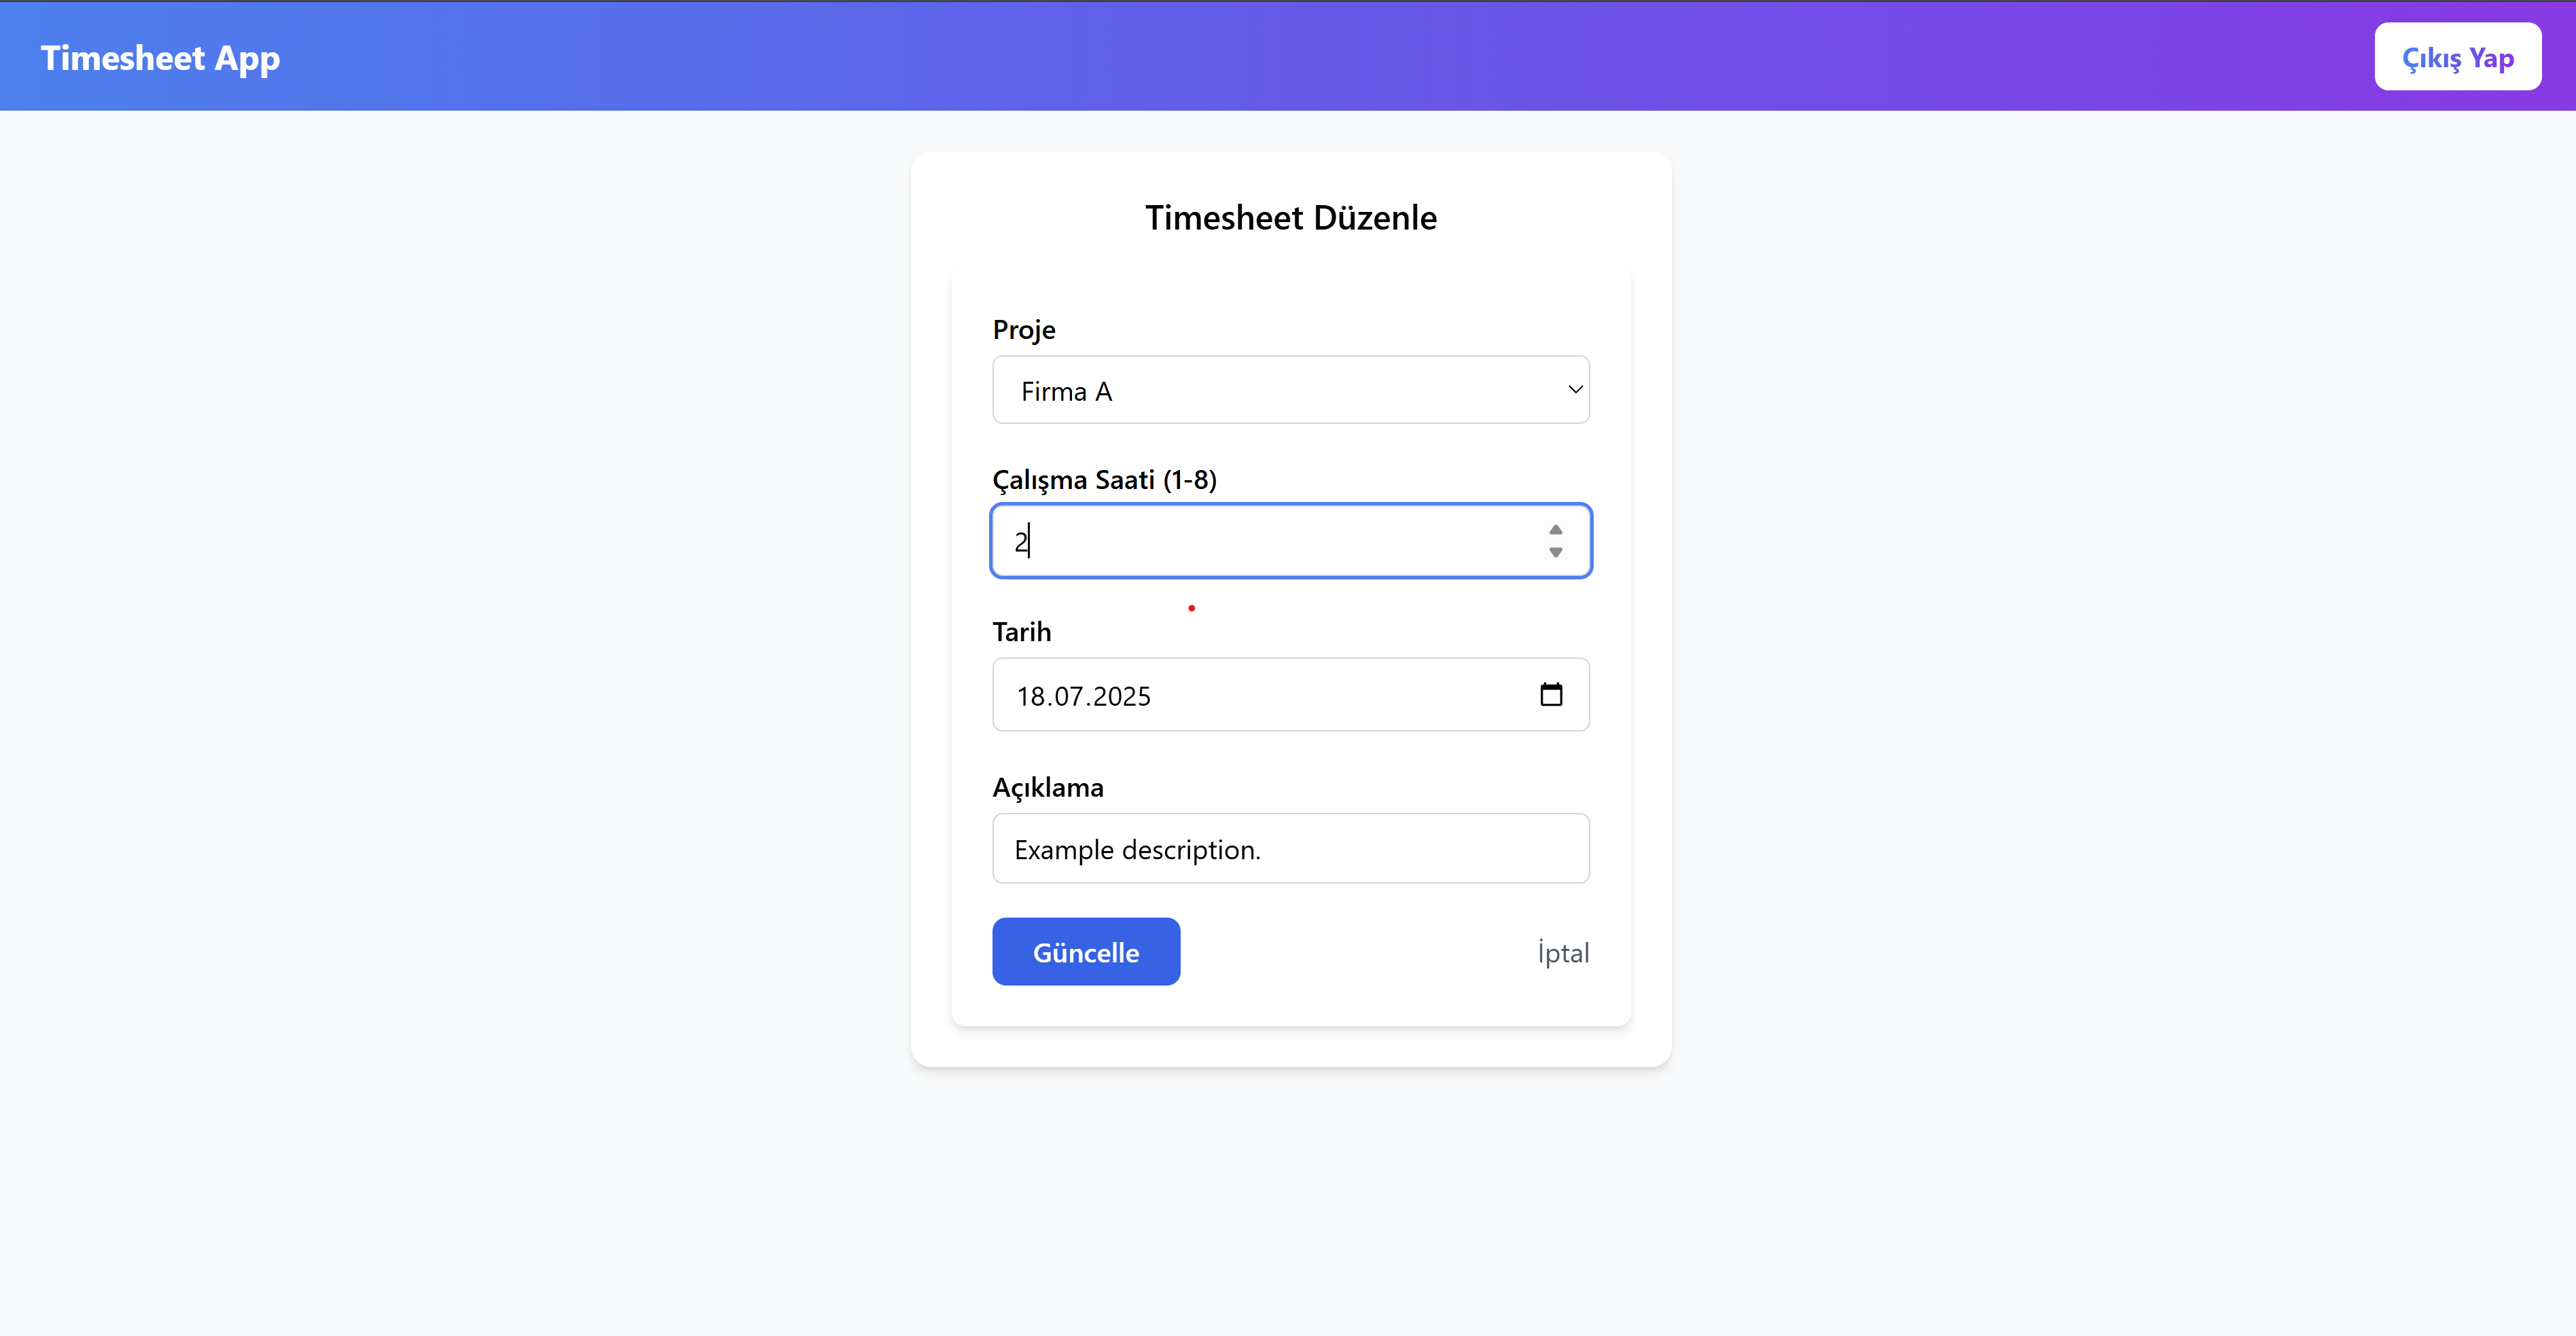 Timesheet App
Çıkış Yap
Timesheet Düzenle
Proje
Firma A
Çalışma Saati (1-8)
2
Tarih
18.07.2025
Açıklama
Example description.
Güncelle
İptal